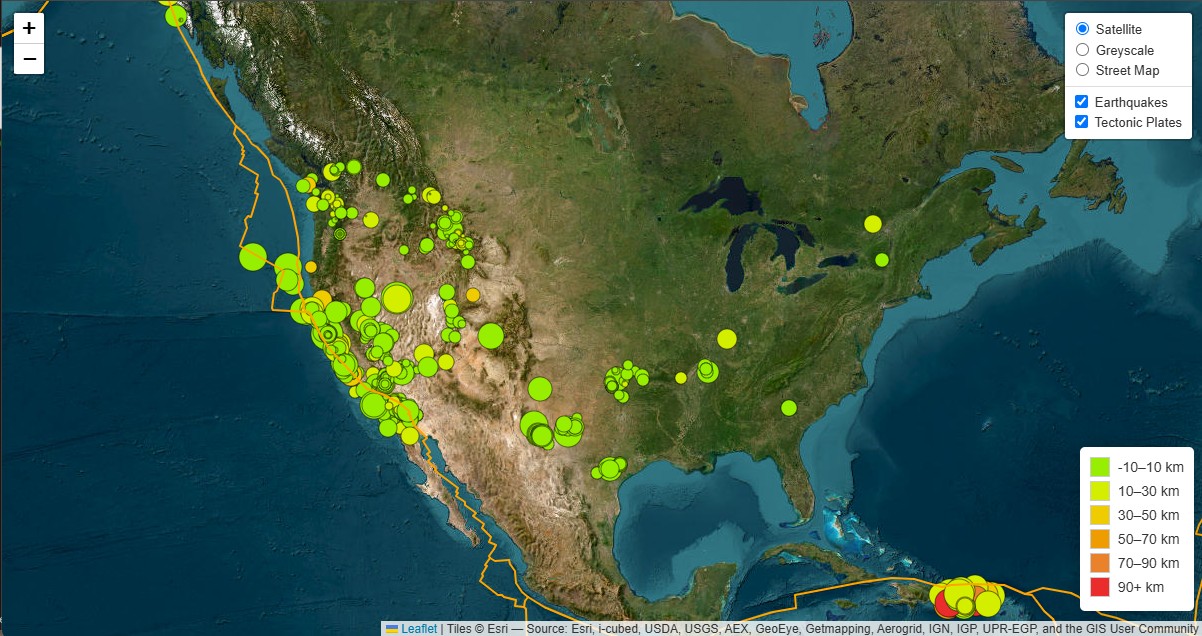 +
−
Satellite
Greyscale
Street Map
Earthquakes
Tectonic Plates
-10–10 km
10–30 km
30–50 km
50–70 km
70–90 km
90+ km
Leaflet | Tiles © Esri — Source: Esri, i-cubed, USDA, USGS, AEX, GeoEye, Getmapping, Aerogrid, IGN, IGP, UPR-EGP, and the GIS User Community